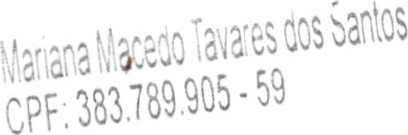 Mariana Macedo Tavares dos Santos
CPF: 383.789.905 - 59